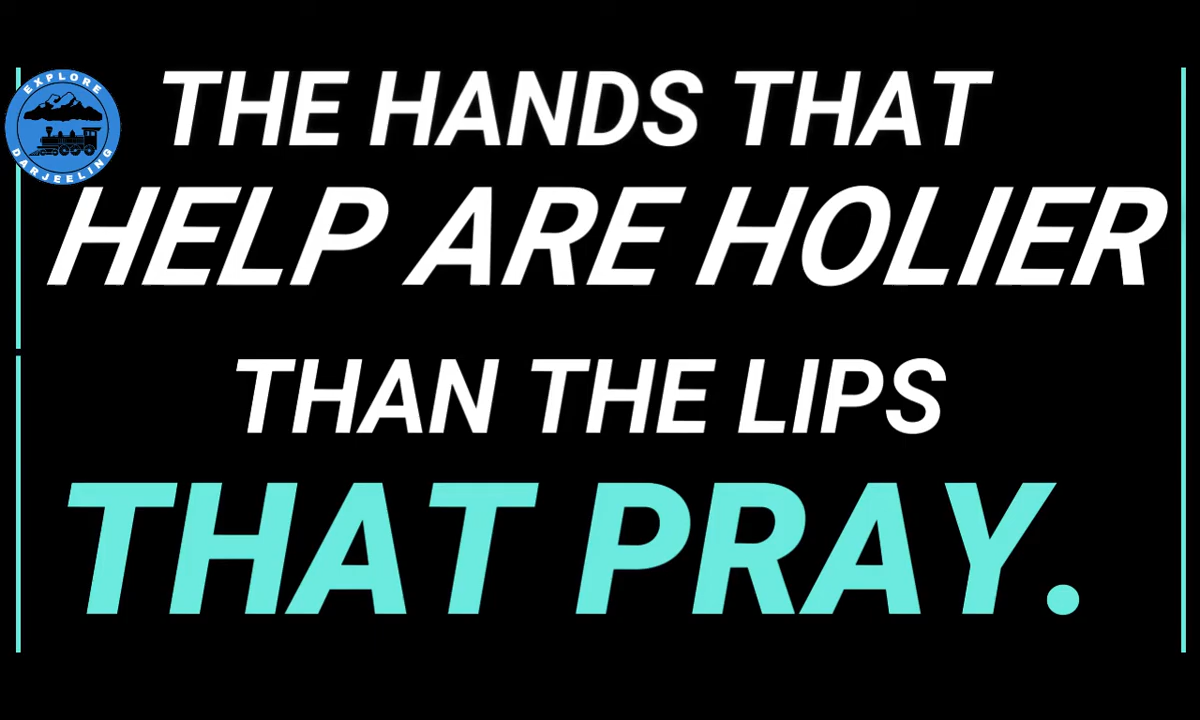 EXPLORE
DARJEELING
THE HANDS THAT
HELP ARE HOLIER
THAN THE LIPS
THAT PRAY.